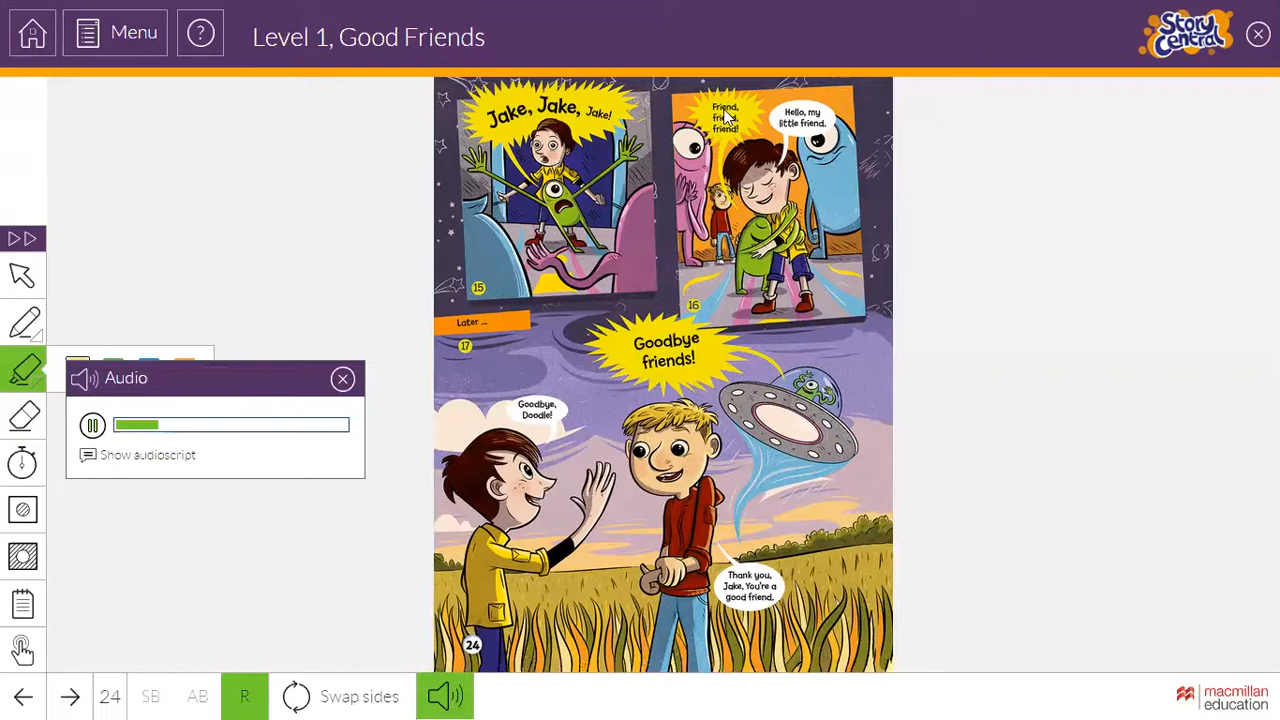 Menu
?
Level 1, Good Friends
Story
Central
Jake, Jake, Jake!
15
Friend,
friend,
friend!
Hello, my
little friend.
16
Later ...
17
Goodbye
friends!
Goodbye,
Doodle!
Thank you,
Jake. You're a
good friend.
24
Audio
Show audioscript
24
SB
AB
R
Swap sides
macmillan
education